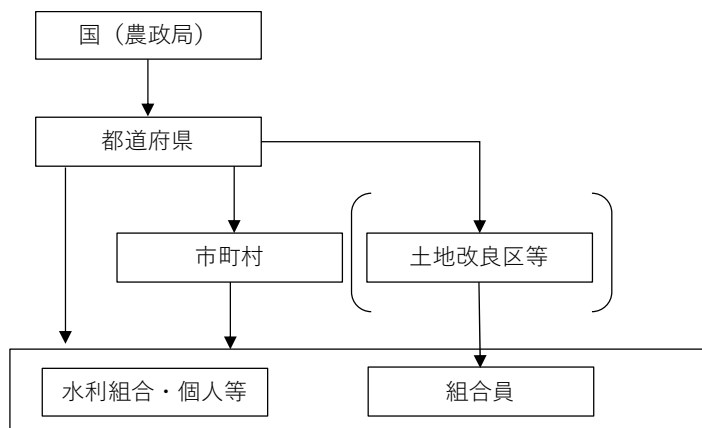 国（農政局）
都道府県
市町村
土地改良区等
水利組合・個人等
組合員